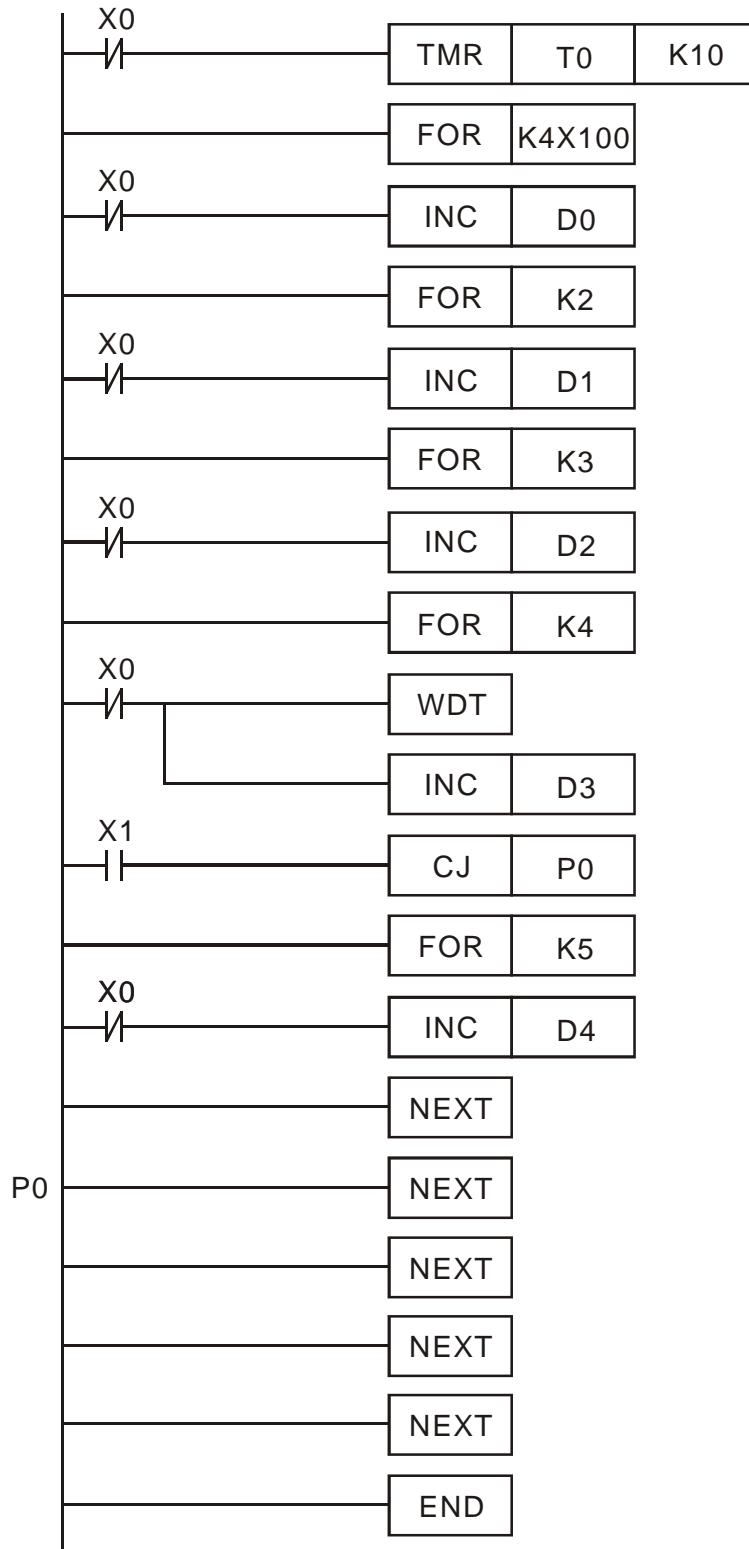 X0
TMR T0 K10
FOR K4X100
X0
INC D0
FOR K2
X0
INC D1
FOR K3
X0
INC D2
FOR K4
X0
WDT
INC D3
X1
CJ P0
FOR K5
X0
INC D4
NEXT
P0 NEXT
NEXT
NEXT
NEXT
END